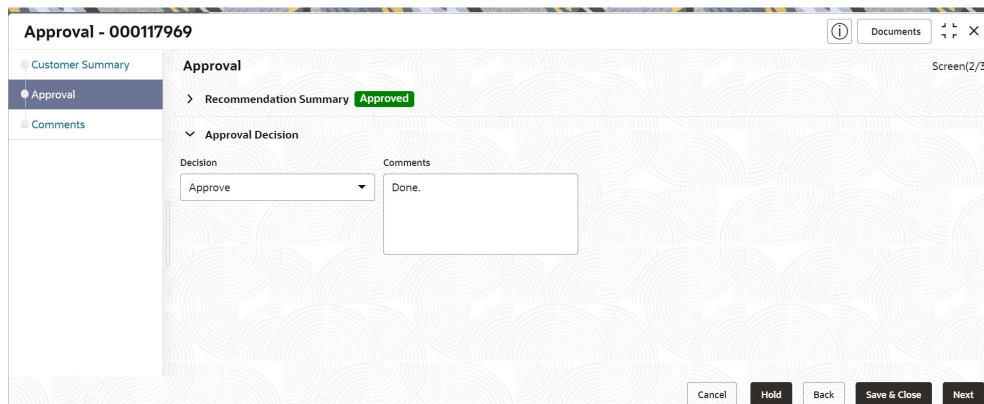 Approval - 000117969
Documents
Customer Summary
Approval
Comments
Approval
Screen(2/3
Recommendation Summary Approved
Approval Decision
Decision
Comments
Approve
Done.
Cancel
Hold
Back
Save & Close
Next